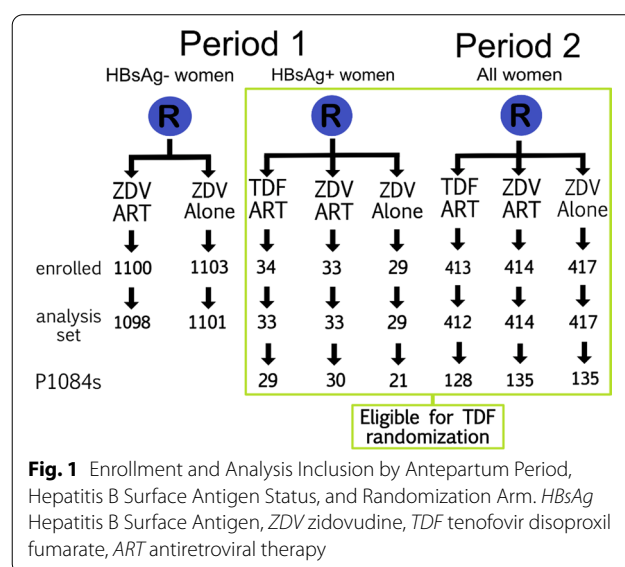 Period 1 Period 2
HBsAg- women HBsAg+ women All women
R R R
ZDV ZDV TDF ZDV ZDV TDF ZDV ZDV
ART Alone ART ART Alone ART ART Alone
enrolled 1100 1103 34 33 29 413 414 417
analysis set 1098 1101 33 33 29 412 414 417
P1084s 29 30 21 128 135 135
Eligible for TDF
randomization
Fig. 1 Enrollment and Analysis Inclusion by Antepartum Period,
Hepatitis B Surface Antigen Status, and Randomization Arm. HBsAg
Hepatitis B Surface Antigen, ZDV zidovudine, TDF tenofovir disoproxil
fumarate, ART antiretroviral therapy